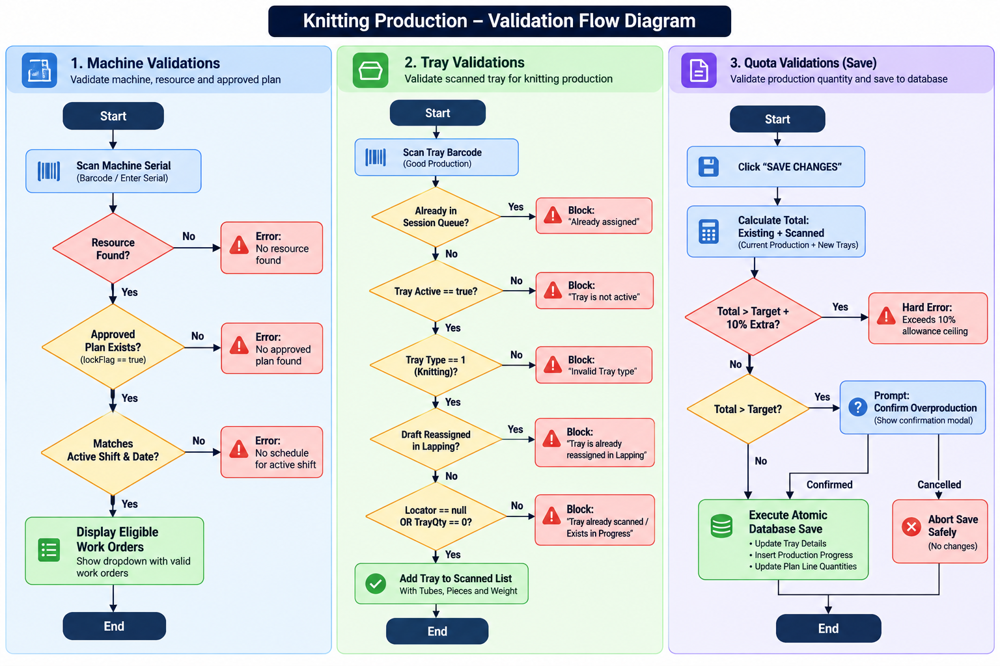 Knitting Production – Validation Flow Diagram
1. Machine Validations
Vadidate machine, resource and approved plan
Start
Scan Machine Serial
(Barcode / Enter Serial)
Resource
Found?
No
Error:
No resource
found
Yes
Approved
Plan Exists?
(lockFlag == true)
No
Error:
No approved
plan found
Yes
Matches
Active Shift & Date?
No
Error:
No schedule
for active shift
Yes
Display Eligible
Work Orders
Show dropdown with valid
work orders
End
2. Tray Validations
Validate scanned tray for knitting production
Start
Scan Tray Barcode
(Good Production)
Already in
Session Queue?
Yes
Block:
"Already assigned"
No
Tray Active == true?
No
Block:
"Tray is not active"
Yes
Tray Type == 1
(Knitting)?
No
Block:
"Invalid Tray type"
Yes
Draft Reassigned
in Lapping?
Yes
Block:
"Tray is already
reassigned in Lapping"
No
Locator == null
OR TrayQty == 0?
No
Block:
"Tray already scanned /
Exists in Progress"
Yes
Add Tray to Scanned List
With Tubes, Pieces and Weight
End
3. Quota Validations (Save)
Validate production quantity and save to database
Start
Click “SAVE CHANGES”
Calculate Total:
Existing + Scanned
(Current Production + New Trays)
Total > Target +
10% Extra?
Yes
Hard Error:
Exceeds 10%
allowance ceiling
No
Total > Target?
Yes
Prompt:
Confirm Overproduction
(Show confirmation modal)
No
Confirmed
Cancelled
Execute Atomic
Database Save
• Update Tray Details
• Insert Production Progress
• Update Plan Line Quantities
Abort Save
Safely
(No changes)
End